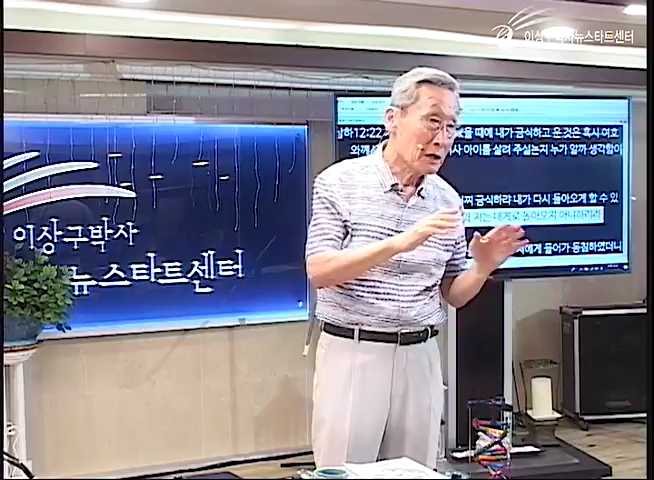 이상구박사뉴스타트센터
삼하12:22,2 을 때에 내가 금식하고 운 것은 혹시 여호
와께서 사 아이를 살려 주실는지 누가 알까 생각함이
찌 금식하랴 내가 다시 돌아오게 할 수 있
저는 내게로 돌아오지 아니하리라
에게 들어가 동침하였더니
이상구박사
뉴스타트센터